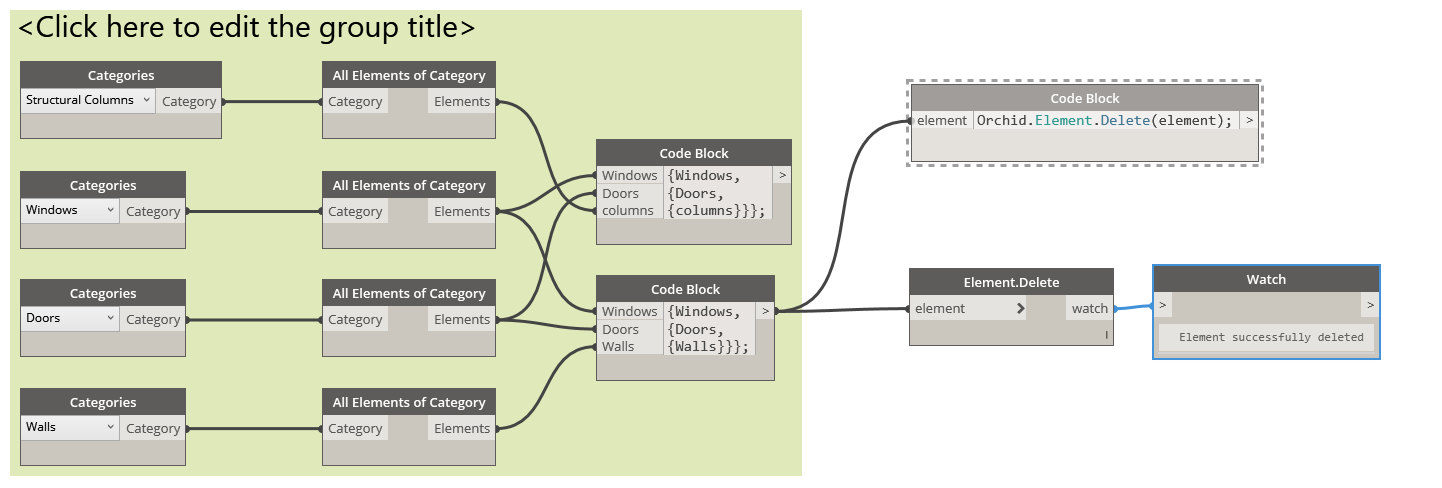 <Click here to edit the group title>
Categories
Structural Columns
Category
All Elements of Category
Category
Elements
Categories
Windows
Category
All Elements of Category
Category
Elements
Categories
Doors
Category
All Elements of Category
Category
Elements
Categories
Walls
Category
All Elements of Category
Category
Elements
Code Block
Windows {Windows, >
Doors {Doors,
columns {columns}}};
Code Block
Windows {Windows, >
Doors {Doors,
Walls {Walls}}};
Code Block
element Orchid.Element.Delete(element); >
Element.Delete
element > watch
l
Watch
> >
Element successfully deleted